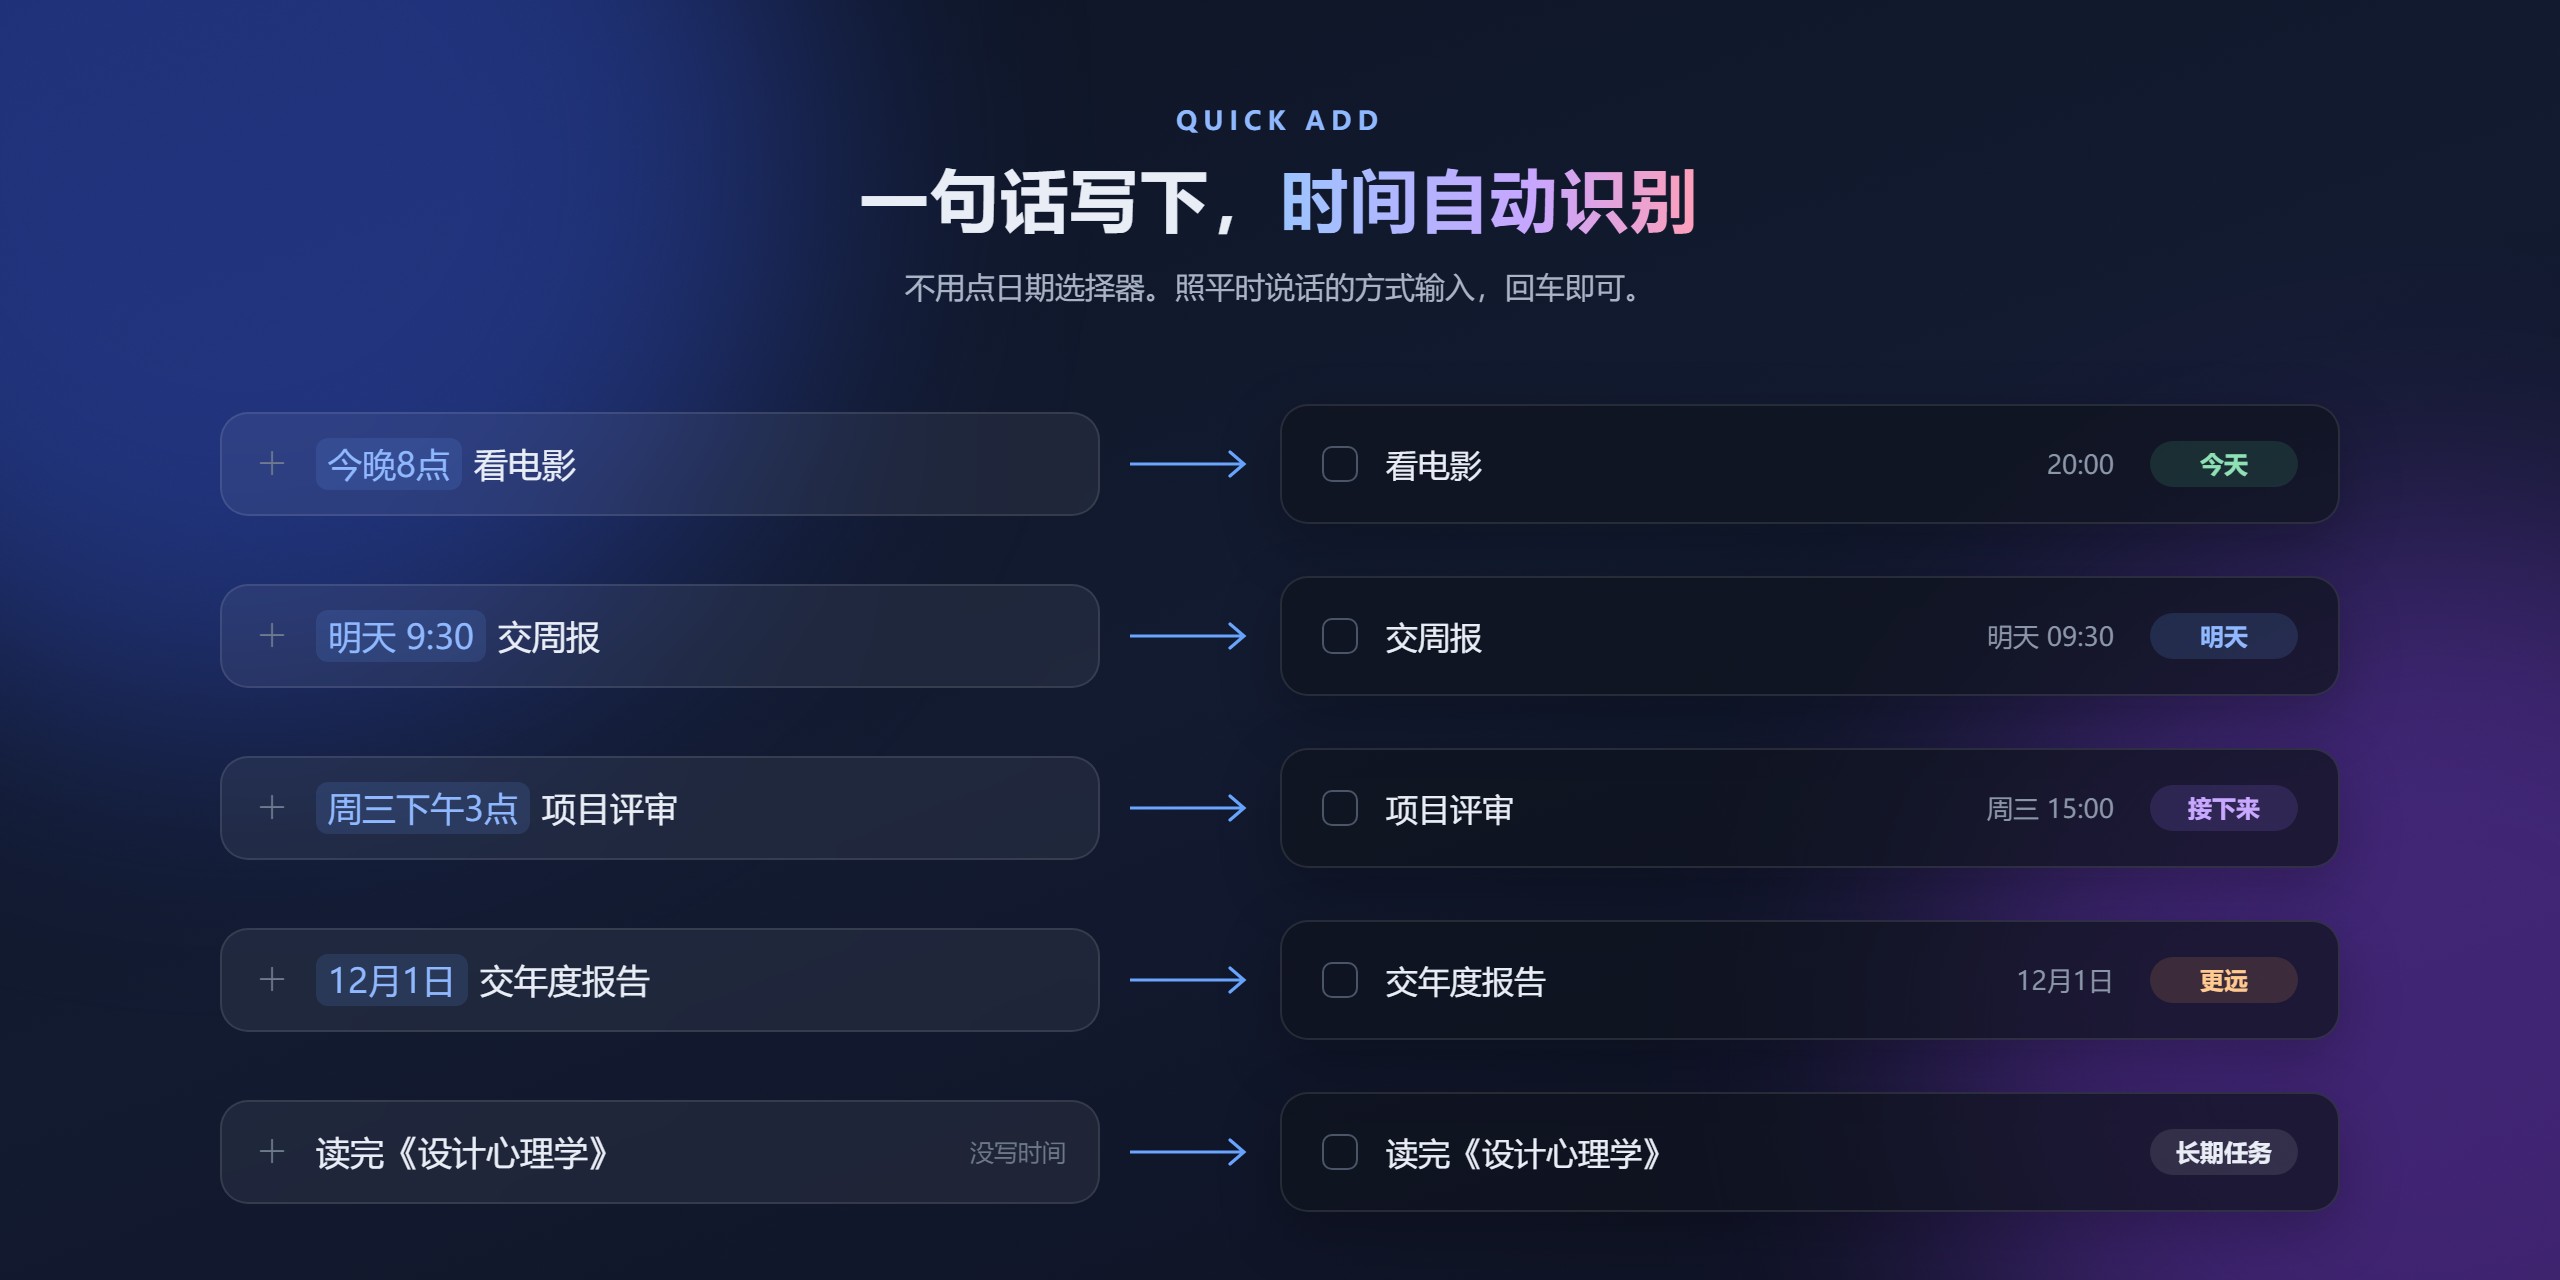 QUICK ADD
一句话写下，时间自动识别
不用点日期选择器。照平时说话的方式输入，回车即可。
今晚8点 看电影
看电影 20:00 今天
明天 9:30 交周报
交周报 明天 09:30 明天
周三下午3点 项目评审
项目评审 周三 15:00 接下来
12月1日 交年度报告
交年度报告 12月1日 更远
读完《设计心理学》 没写时间
读完《设计心理学》 长期任务